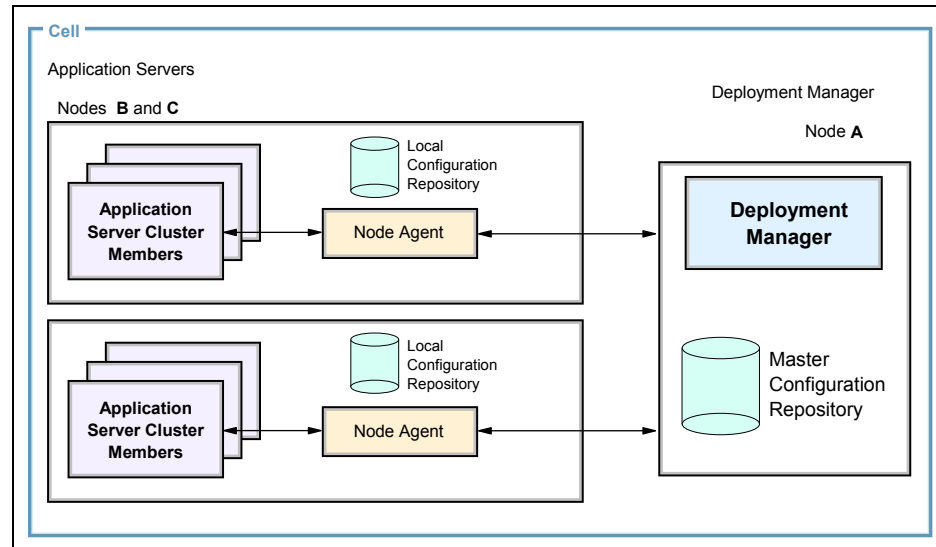 Cell
Application Servers
Nodes B and C
Local
Configuration
Repository
Application
Server Cluster
Members
Node Agent
Local
Configuration
Repository
Application
Server Cluster
Members
Node Agent
Deployment Manager
Node A
Deployment
Manager
Master
Configuration
Repository